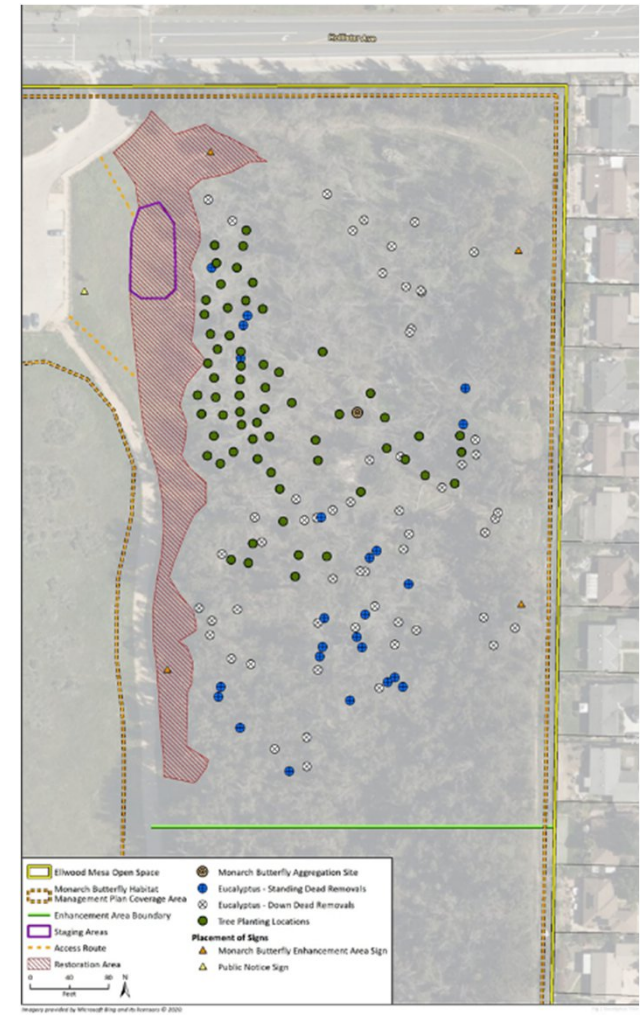 Hollister Ave
Ellwood Mesa Open Space
Monarch Butterfly Habitat
Management Plan Coverage Area
Enhancement Area Boundary
Staging Areas
Access Route
Restoration Area
0 40 80 N
Feet
Monarch Butterfly Aggregation Site
Eucalyptus - Standing Dead Removals
Eucalyptus - Down Dead Removals
Tree Planting Locations
Placement of Signs
Monarch Butterfly Enhancement Area Sign
Public Notice Sign
Imagery provided by Microsoft Bing and its licensors © 2020.